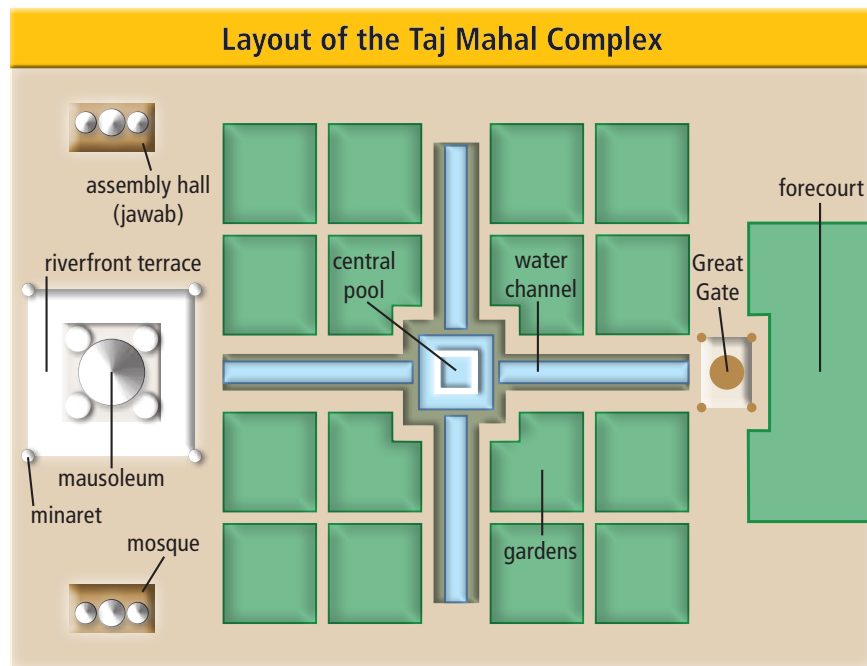 Layout of the Taj Mahal Complex
assembly hall
(jawab)
forecourt
riverfront terrace
central
pool
water
channel
Great
Gate
mausoleum
minaret
mosque
gardens